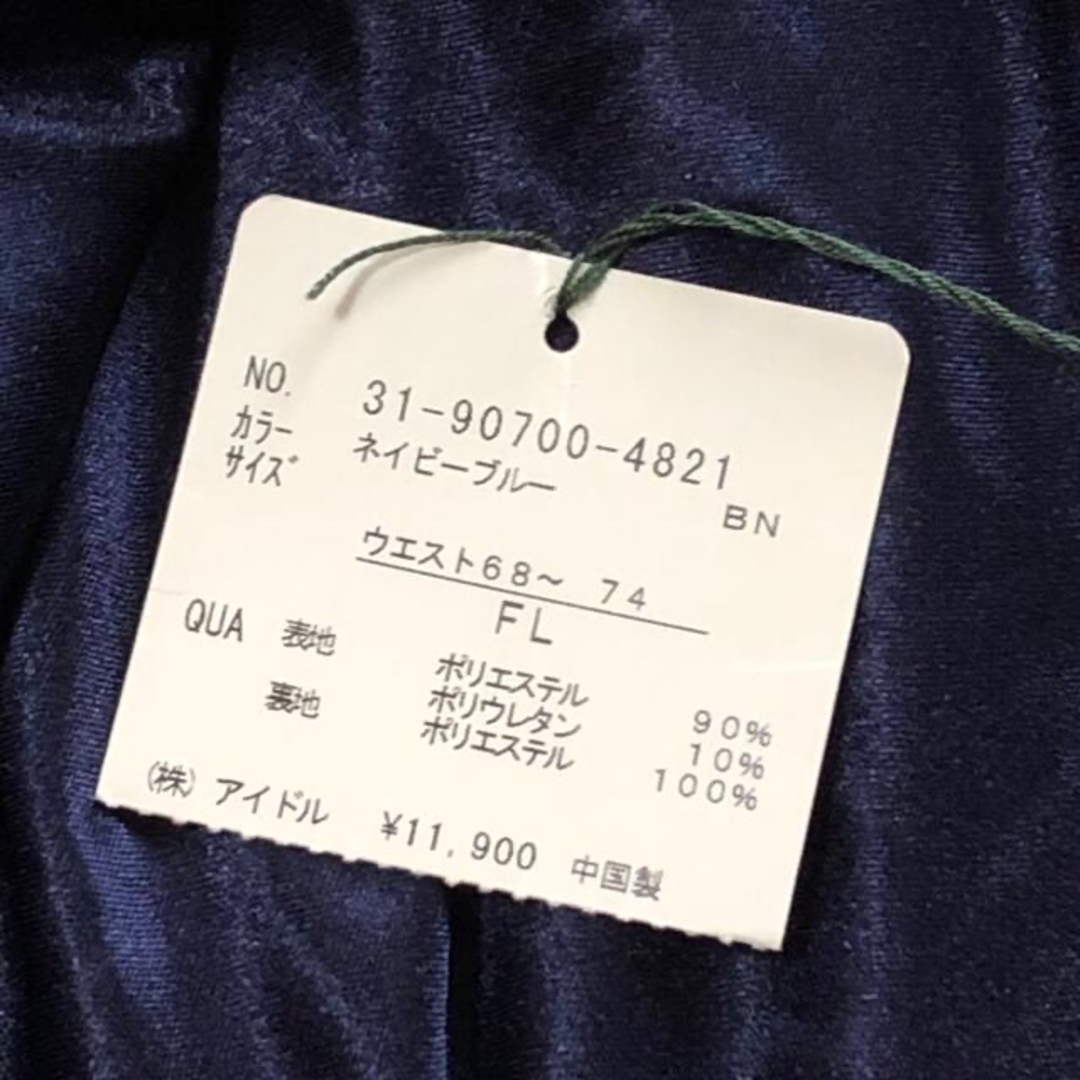 NO. 31-90700-4821
カラー ネイビーブルー BN
サイズ
ウエスト68～ 74
FL
QUA 表地 ポリエステル 90%
ポリウレタン 10%
裏地 ポリエステル 100%
(株) アイドル ¥11,900 中国製